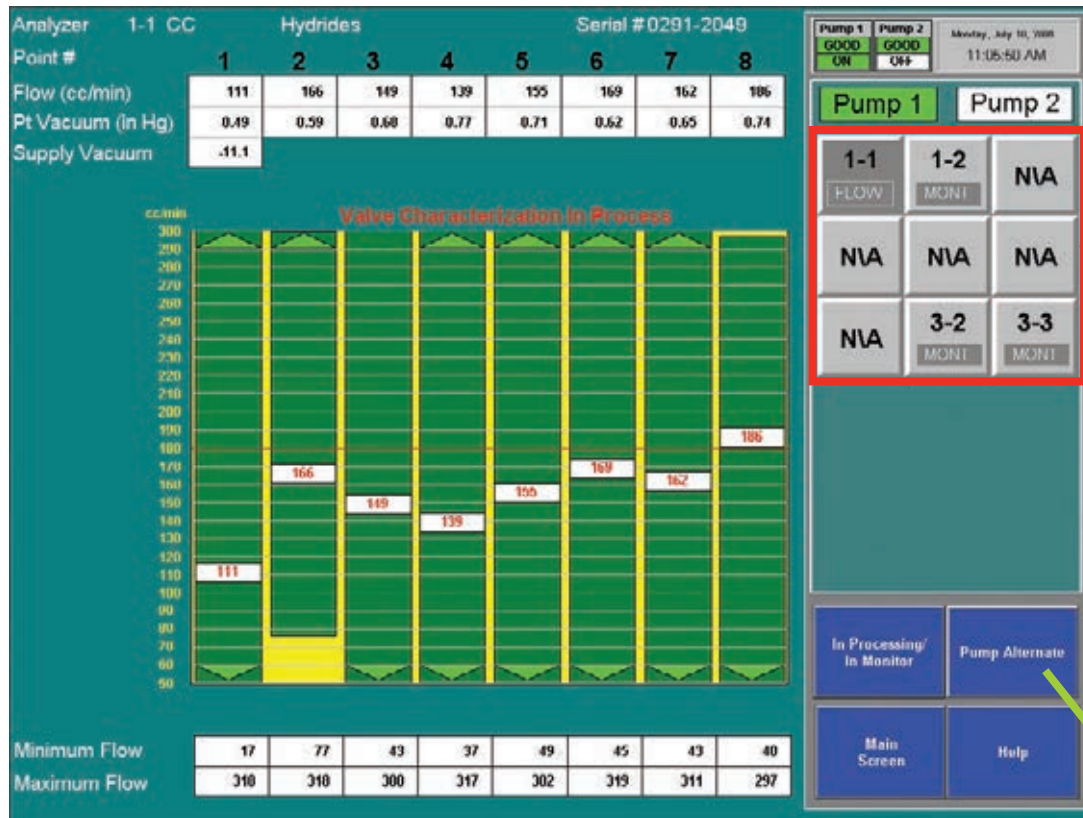 Analyzer 1-1 CC Hydrides Serial # 0291-2049
Point # 1 2 3 4 5 6 7 8
Flow (cc/min) 111 166 149 139 155 169 162 186
Pt Vacuum (In Hg) 0.49 0.59 0.68 0.77 0.71 0.62 0.65 0.74
Supply Vacuum -11.1
cc/min
Valve Characterization In Process
300
290
280
270
260
250
240
230
220
210
200
190
180
170
160
150
140
130
120
110
100
90
80
70
60
50
111
166
149
139
155
169
162
186
Minimum Flow 17 77 43 37 49 45 43 40
Maximum Flow 318 318 300 317 302 319 311 297
Pump 1 Pump 2
GOOD GOOD
ON OFF
Monday, July 10,
11:05:50 AM
Pump 1 Pump 2
1-1 1-2 N\A
FLOW MONT
N\A N\A N\A
N\A 3-2 3-3
MONT MONT
In Processing/
In Monitor
Pump Alternate
Main
Screen
Help